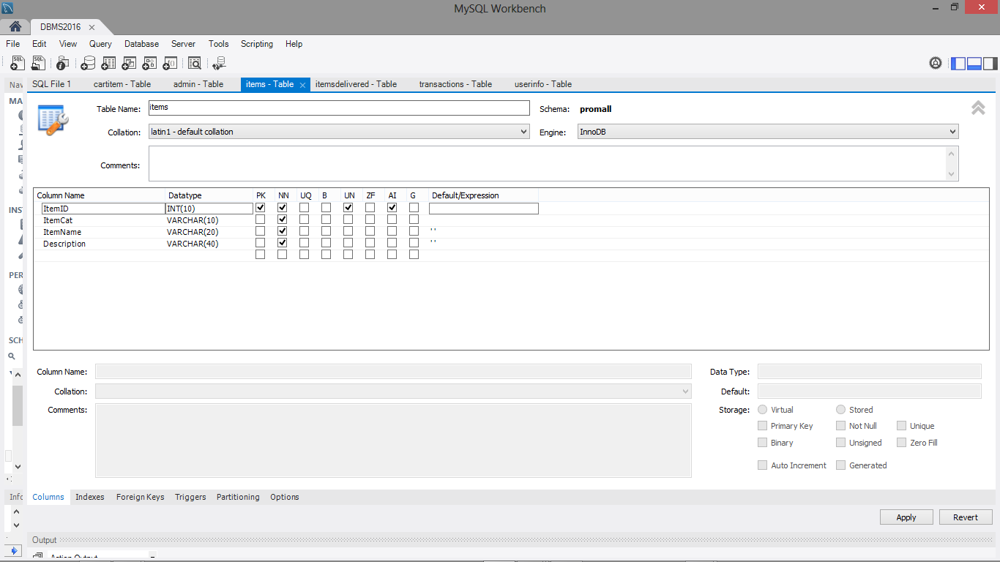 MySQL Workbench
DBMS2016
File Edit View Query Database Server Tools Scripting Help
Nav SQL File 1 cartitem - Table admin - Table items - Table itemsdelivered - Table transactions - Table userinfo - Table
MA
Table Name: items Schema: promall
Collation: latin1 - default collation Engine: InnoDB
Comments:
Column Name Datatype PK NN UQ B UN ZF AI G Default/Expression
ItemID INT(10)
INS
ItemCat VARCHAR(10)
ItemName VARCHAR(20) ' '
Description VARCHAR(40) ' '
PER
SCH
Column Name: Data Type:
Collation: Default:
Comments: Storage: Virtual Stored
Primary Key Not Null Unique
Binary Unsigned Zero Fill
Auto Increment Generated
Info Columns Indexes Foreign Keys Triggers Partitioning Options
Apply Revert
Output
Action Output